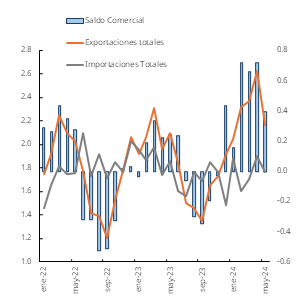 Saldo Comercial
Exportaciones totales
Importaciones Totales
2.8
2.6
2.4
2.2
2.0
1.8
1.6
1.4
1.2
1.0
0.8
0.6
0.4
0.2
0.0
-0.2
-0.4
-0.6
ene-22
may-22
sep-22
ene-23
may-23
sep-23
ene-24
may-24